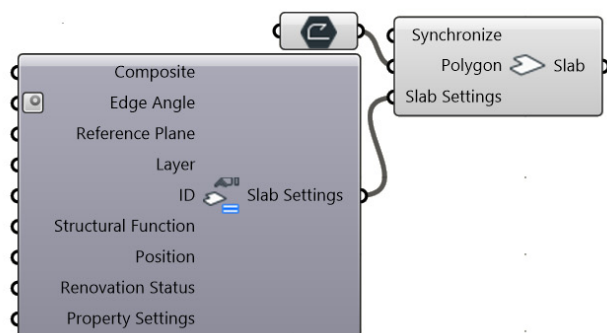 Synchronize
Polygon
Slab
Slab Settings
Composite
Edge Angle
Reference Plane
Layer
ID
Slab Settings
Structural Function
Position
Renovation Status
Property Settings